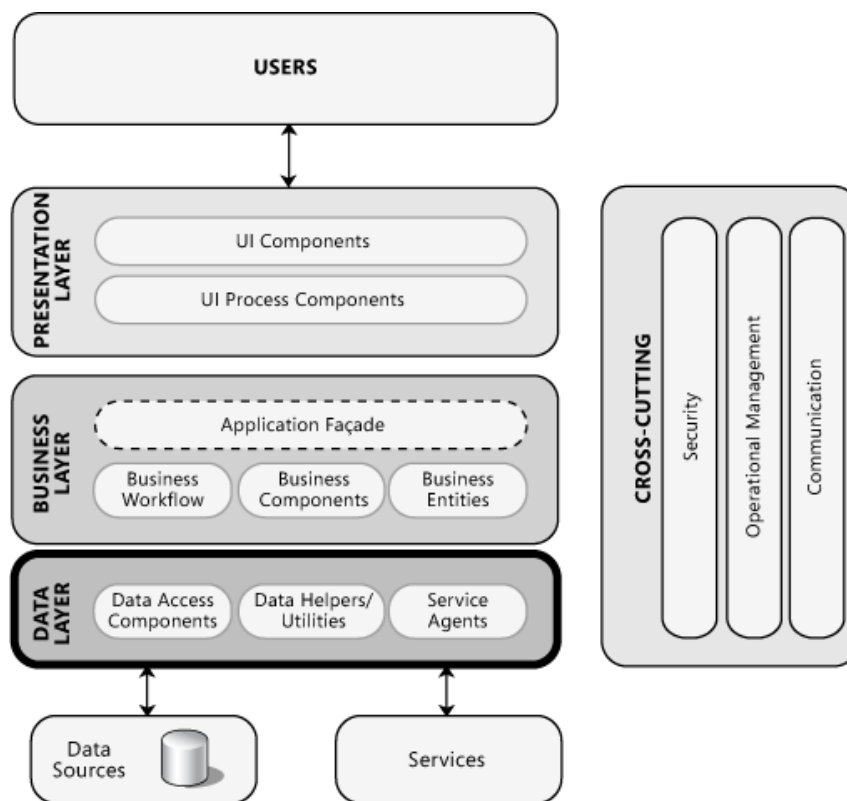 USERS
PRESENTATION
LAYER
UI Components
UI Process Components
BUSINESS
LAYER
Application Façade
Business
Workflow
Business
Components
Business
Entities
DATA
LAYER
Data Access
Components
Data Helpers/
Utilities
Service
Agents
Data
Sources
Services
CROSS-CUTTING
Security
Operational Management
Communication